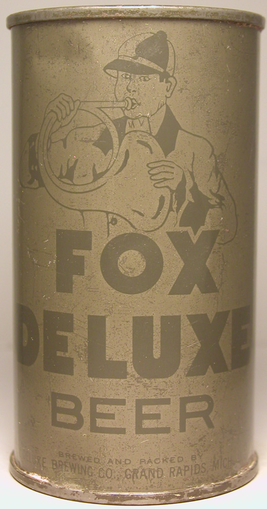 FOX
DELUXE
BEER
BREWED AND PACKED BY
BREWING CO., GRAND RAPIDS,